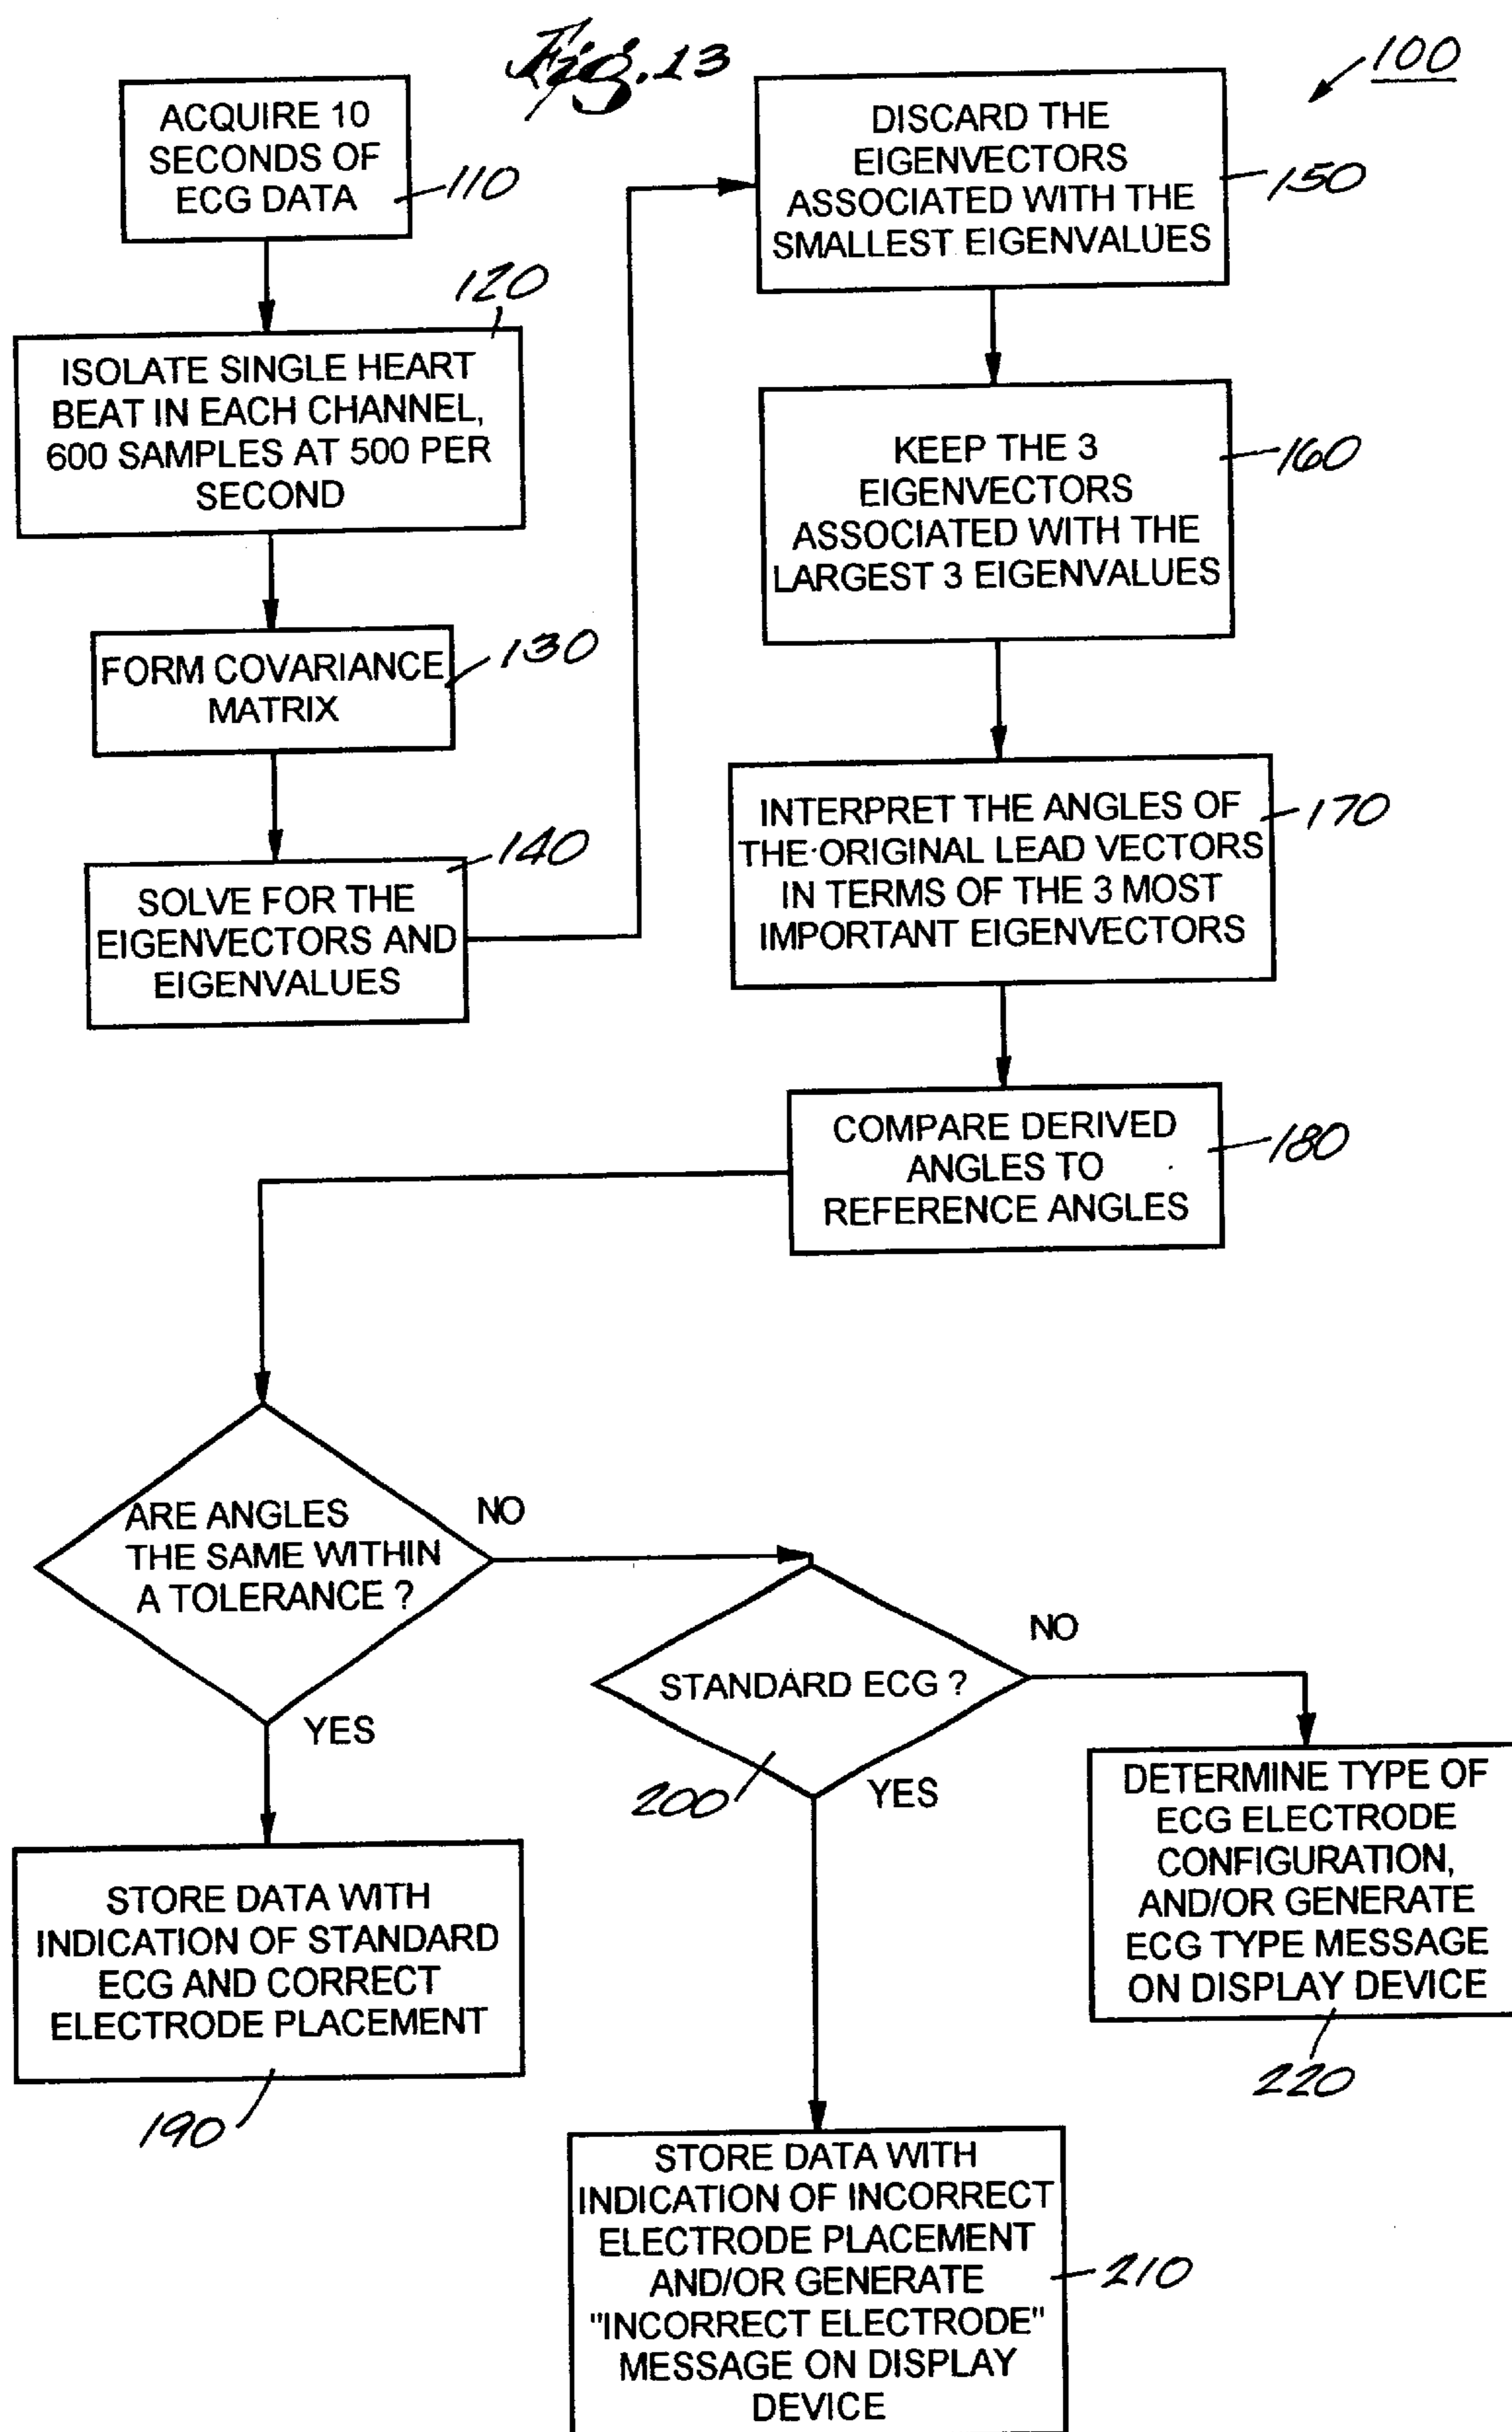 Fig. 13
100
ACQUIRE 10
SECONDS OF
ECG DATA
110
120
ISOLATE SINGLE HEART
BEAT IN EACH CHANNEL,
600 SAMPLES AT 500 PER
SECOND
FORM COVARIANCE
MATRIX
130
140
SOLVE FOR THE
EIGENVECTORS AND
EIGENVALUES
DISCARD THE
EIGENVECTORS
ASSOCIATED WITH THE
SMALLEST EIGENVALUES
150
KEEP THE 3
EIGENVECTORS
ASSOCIATED WITH THE
LARGEST 3 EIGENVALUES
160
INTERPRET THE ANGLES OF
THE ORIGINAL LEAD VECTORS
IN TERMS OF THE 3 MOST
IMPORTANT EIGENVECTORS
170
COMPARE DERIVED
ANGLES TO
REFERENCE ANGLES
180
ARE ANGLES
THE SAME WITHIN
A TOLERANCE ?
NO
YES
STORE DATA WITH
INDICATION OF STANDARD
ECG AND CORRECT
ELECTRODE PLACEMENT
190
STANDARD ECG ?
200
NO
YES
STORE DATA WITH
INDICATION OF INCORRECT
ELECTRODE PLACEMENT
AND/OR GENERATE
"INCORRECT ELECTRODE"
MESSAGE ON DISPLAY
DEVICE
210
DETERMINE TYPE OF
ECG ELECTRODE
CONFIGURATION,
AND/OR GENERATE
ECG TYPE MESSAGE
ON DISPLAY DEVICE
220